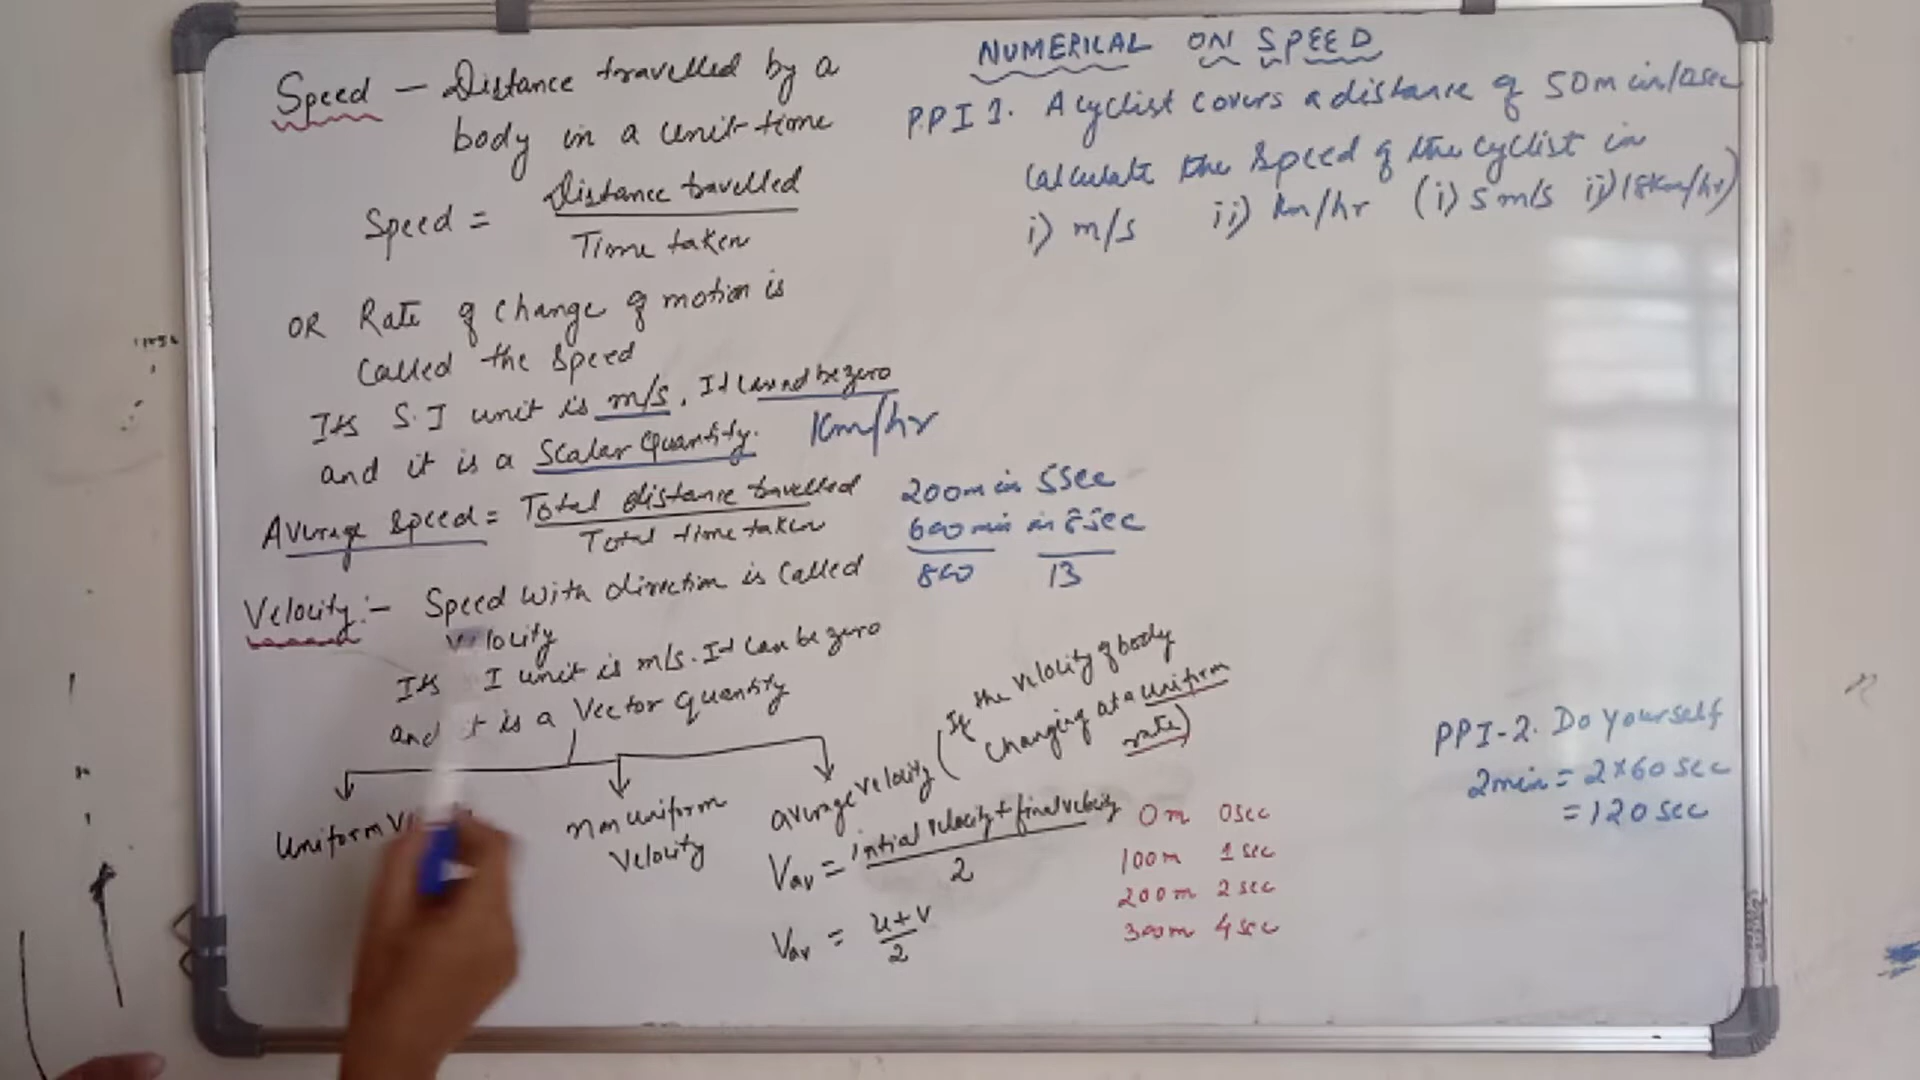 Speed — Distance travelled by a
body in a unit time
Speed = Distance travelled
Time taken
OR Rate of change of motion is
called the speed
Its S.I unit is m/s. It cannot be zero
and it is a Scalar Quantity. Km/hr
Average Speed = Total distance travelled
Total time taken
200m in 5sec
600 min in 8sec
800 13
Velocity :- Speed with direction is called
velocity
Its I unit is m/s. It can be zero
and it is a Vector quantity
Uniform
non uniform
velocity
average velocity (If the velocity of body
changing at a uniform
rate)
Vav = intial velocity + final velocity
2
Vav = u+v
2
0m 0sec
100m 1sec
200m 2sec
300m 4sec
NUMERICAL ON SPEED
PPI 1. A cyclist covers a distance of 50m in 10sec
calculate the speed of the cyclist in
i) m/s ii) km/hr (i) 5 m/s ii) 18Km/hr)
PPI-2. Do yourself
2min = 2×60 sec
= 120 sec